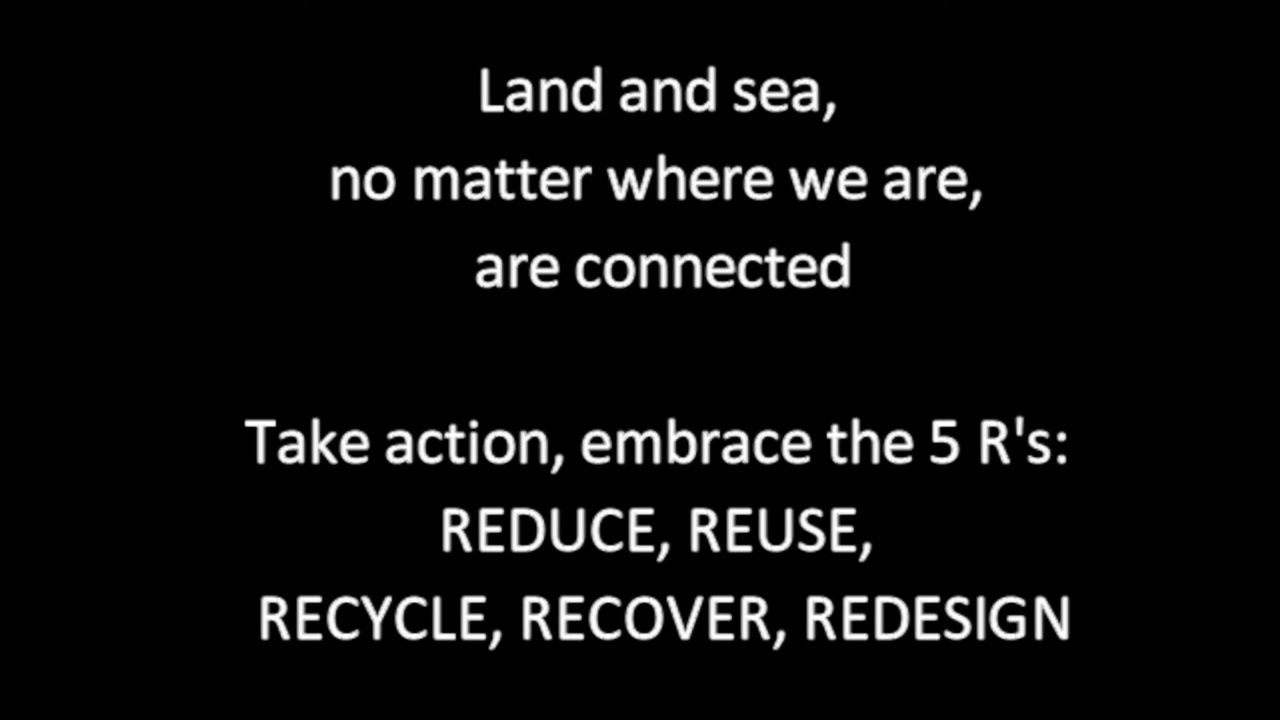 Land and sea,
no matter where we are,
are connected
Take action, embrace the 5 R's:
REDUCE, REUSE,
RECYCLE, RECOVER, REDESIGN